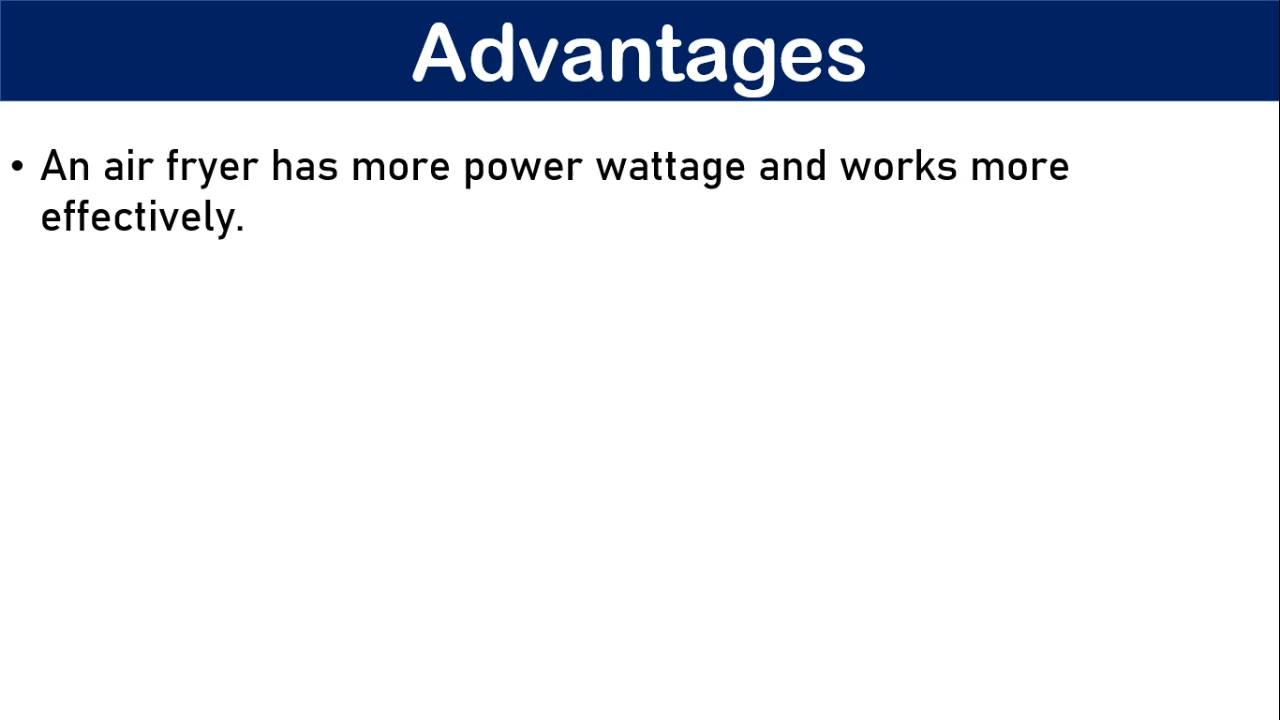 Advantages
• An air fryer has more power wattage and works more
effectively.